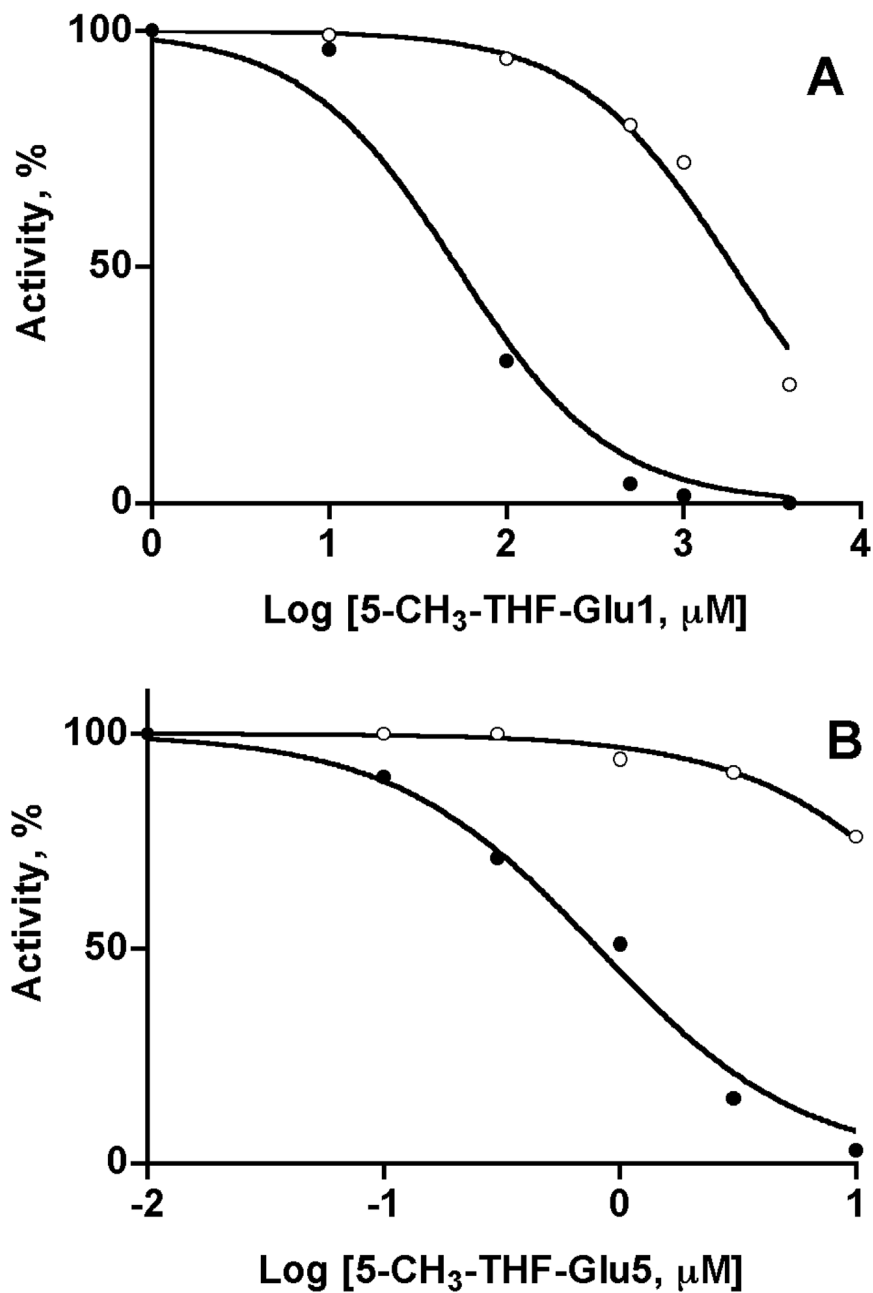 100
A
Activity, %
50
0
0 1 2 3 4
Log [5-CH₃-THF-Glu1, μM]
100
B
Activity, %
50
0
-2 -1 0 1
Log [5-CH₃-THF-Glu5, μM]